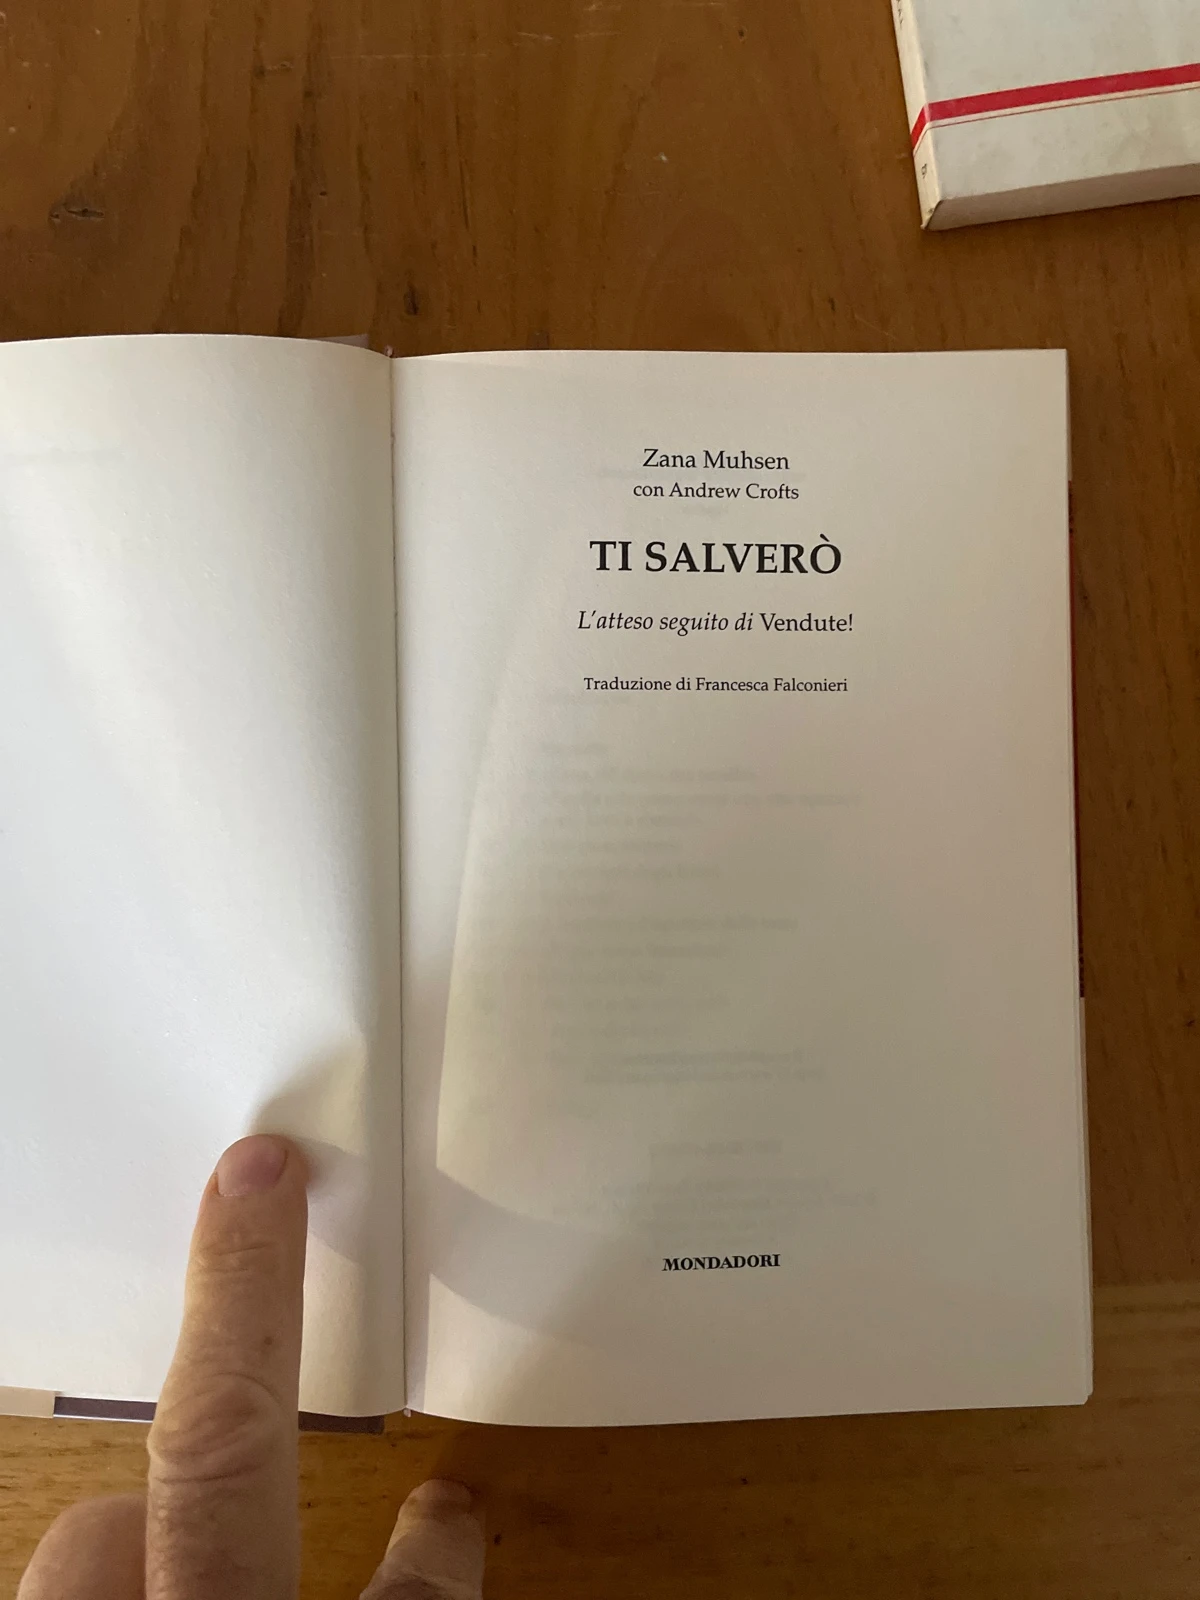 Zana Muhsen
con Andrew Crofts
TI SALVERÒ
L'atteso seguito di Vendute!
Traduzione di Francesca Falconieri
MONDADORI